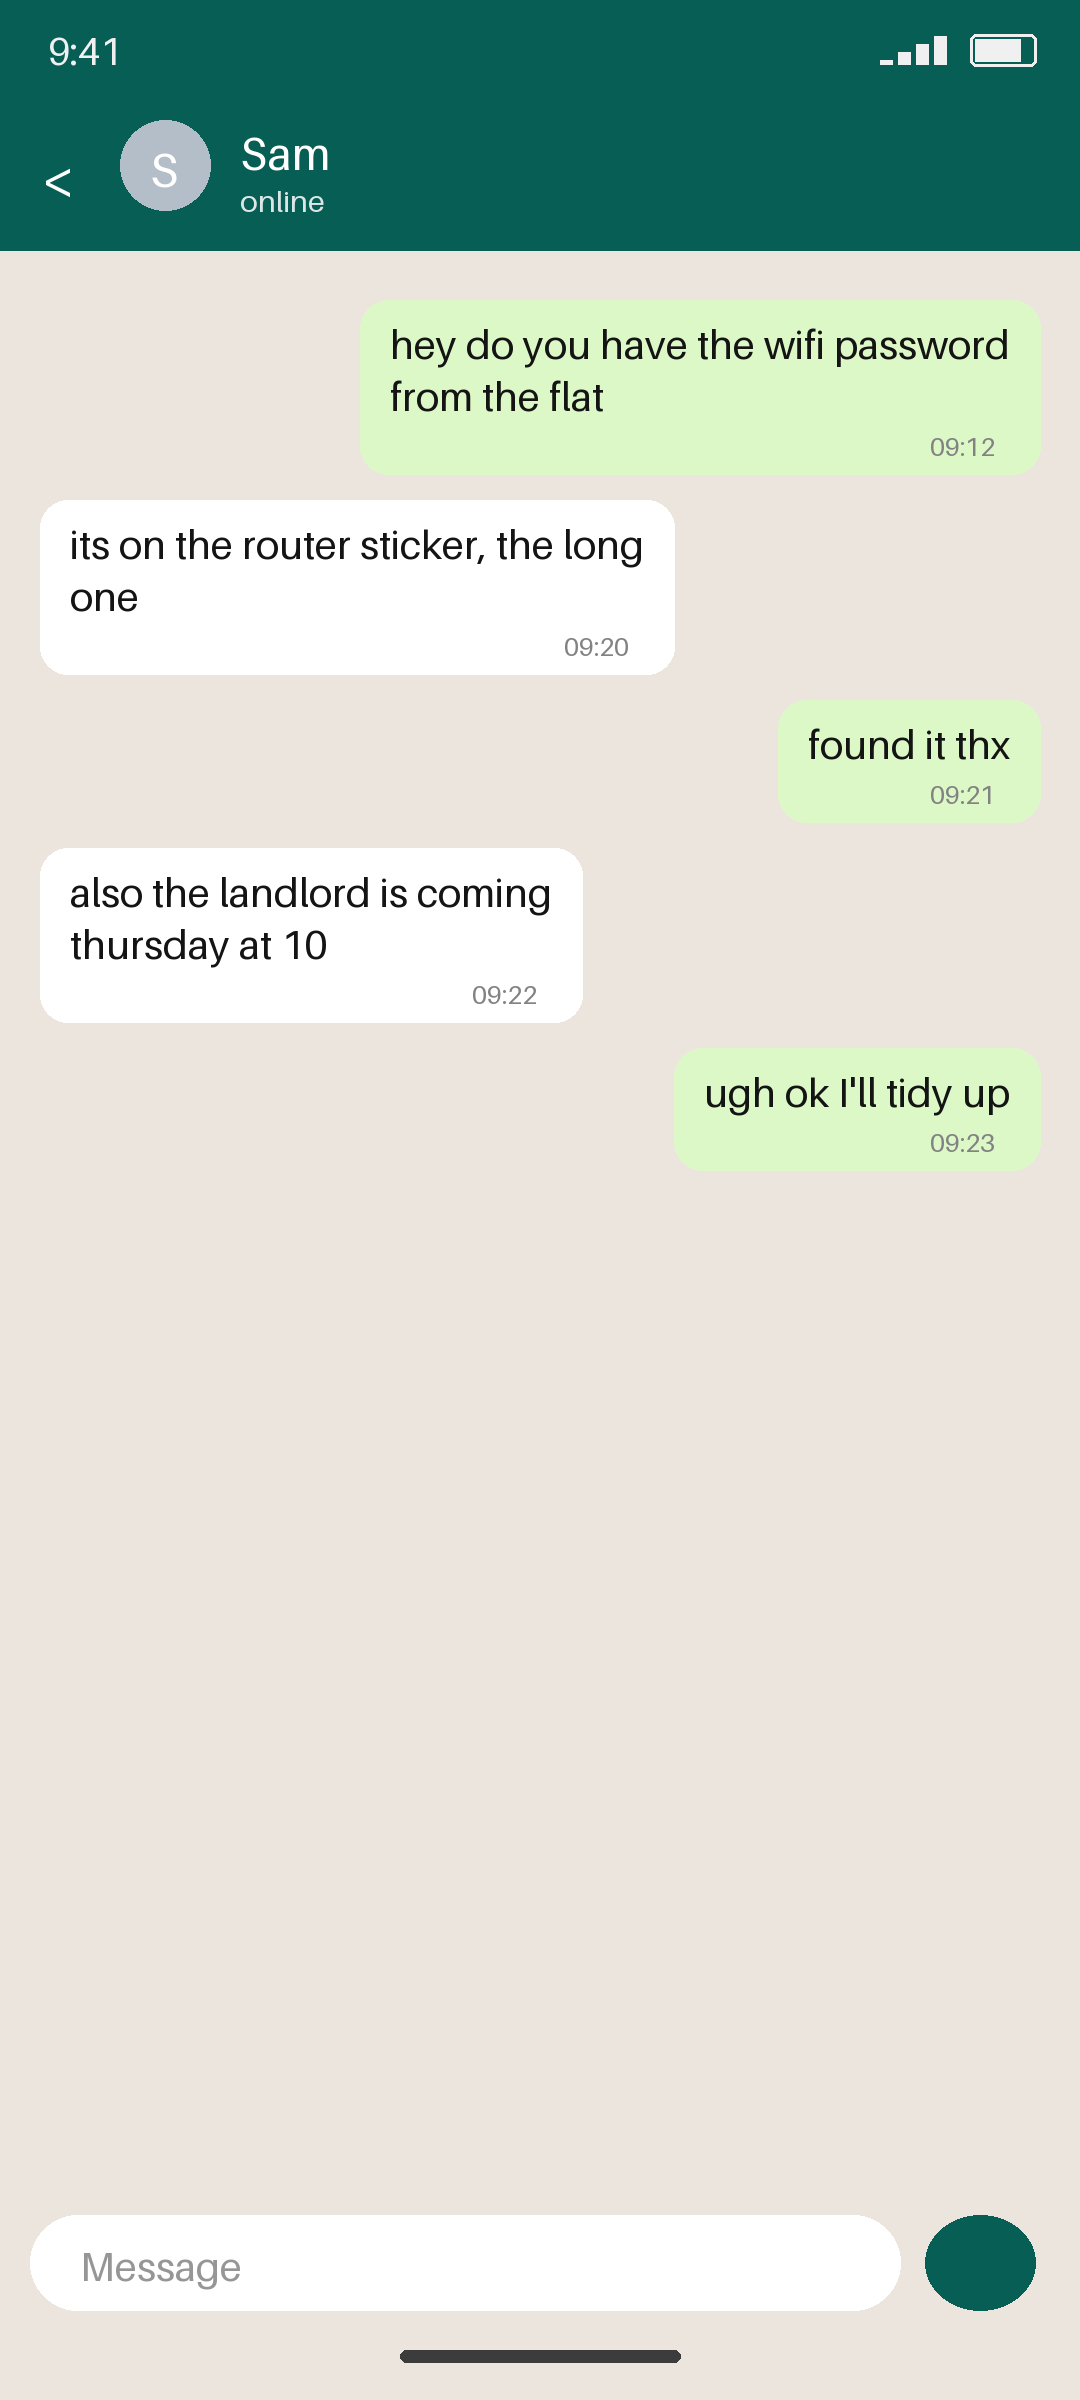 9:41
<
S
Sam
online
hey do you have the wifi password
from the flat
09:12
its on the router sticker, the long
one
09:20
found it thx
09:21
also the landlord is coming
thursday at 10
09:22
ugh ok I'll tidy up
09:23
Message